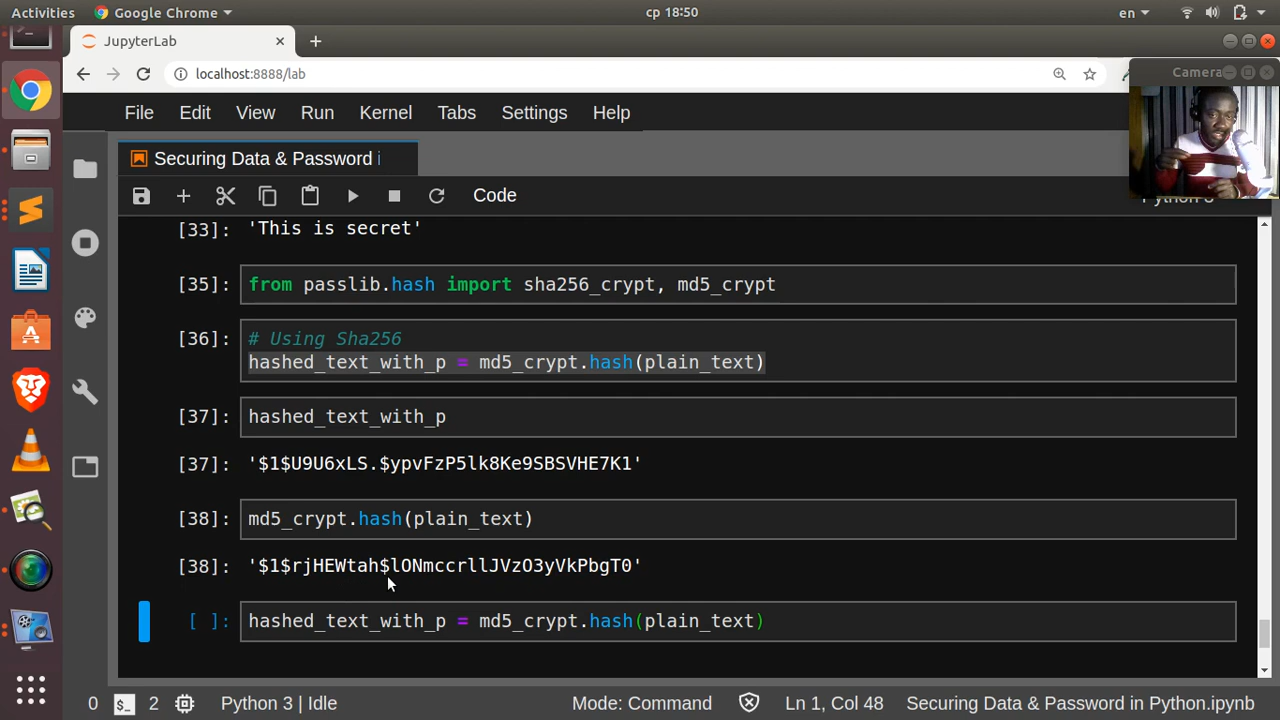 Activities Google Chrome ср 18:50 en
JupyterLab
localhost:8888/lab
Camera
File Edit View Run Kernel Tabs Settings Help
Securing Data & Password i
Code
[33]: 'This is secret'
[35]: from passlib.hash import sha256_crypt, md5_crypt
[36]: # Using Sha256
hashed_text_with_p = md5_crypt.hash(plain_text)
[37]: hashed_text_with_p
[37]: '$1$U9U6xLS.$ypvFzP5lk8Ke9SBSVHE7K1'
[38]: md5_crypt.hash(plain_text)
[38]: '$1$rjHEWtah$lONmccrllJVzO3yVkPbgT0'
[ ]: hashed_text_with_p = md5_crypt.hash(plain_text)
0 $_ 2 Python 3 | Idle Mode: Command Ln 1, Col 48 Securing Data & Password in Python.ipynb